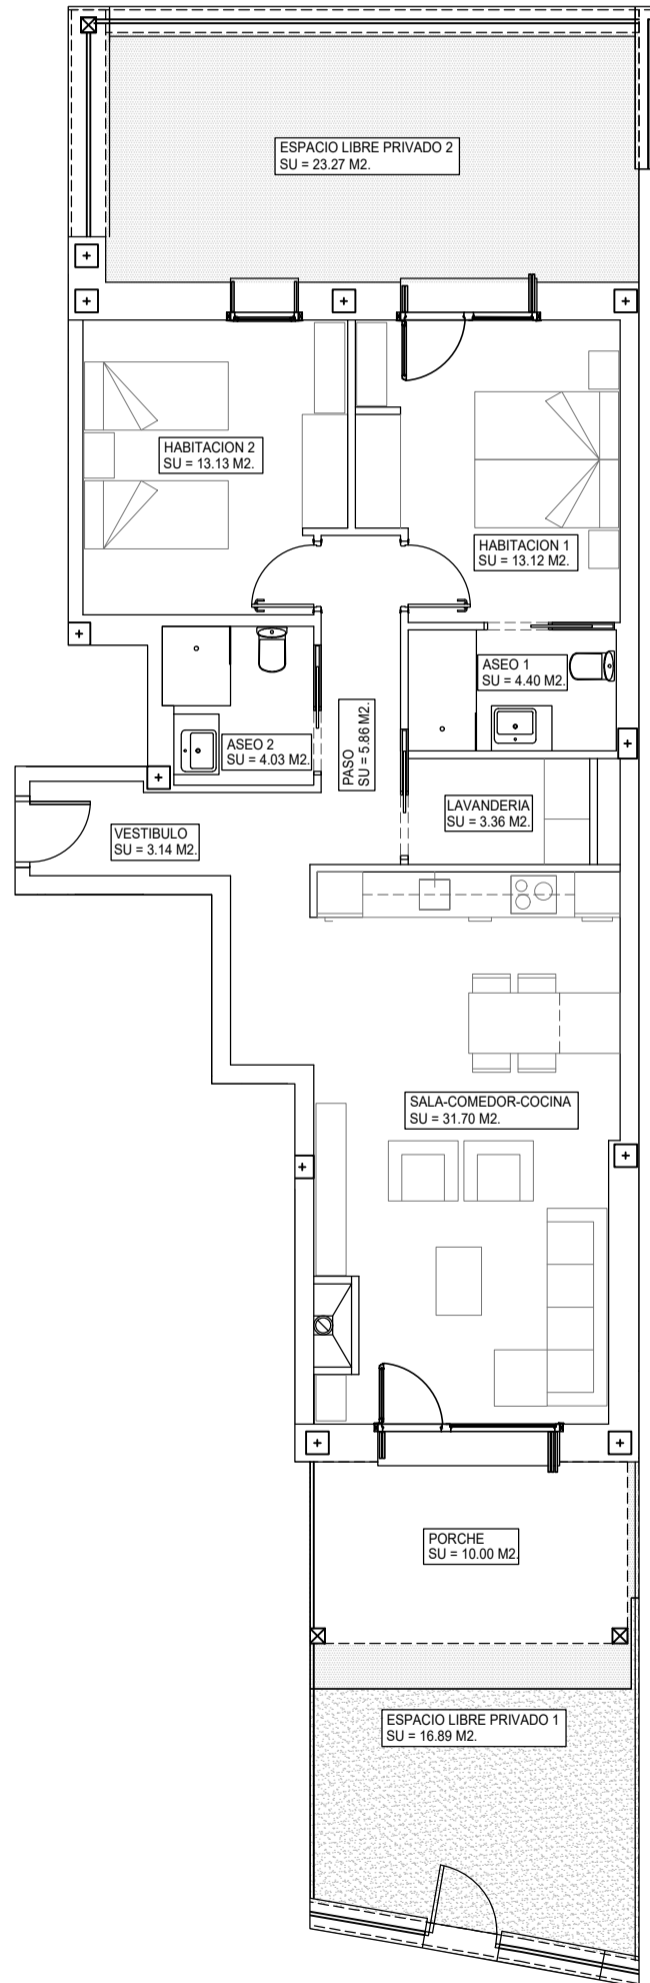 ESPACIO LIBRE PRIVADO 2
SU = 23.27 M2.
HABITACION 2
SU = 13.13 M2.
HABITACION 1
SU = 13.12 M2.
ASEO 1
SU = 4.40 M2.
ASEO 2
SU = 4.03 M2.
PASO
SU = 5.86 M2.
LAVANDERIA
SU = 3.36 M2.
VESTIBULO
SU = 3.14 M2.
SALA-COMEDOR-COCINA
SU = 31.70 M2.
PORCHE
SU = 10.00 M2.
ESPACIO LIBRE PRIVADO 1
SU = 16.89 M2.